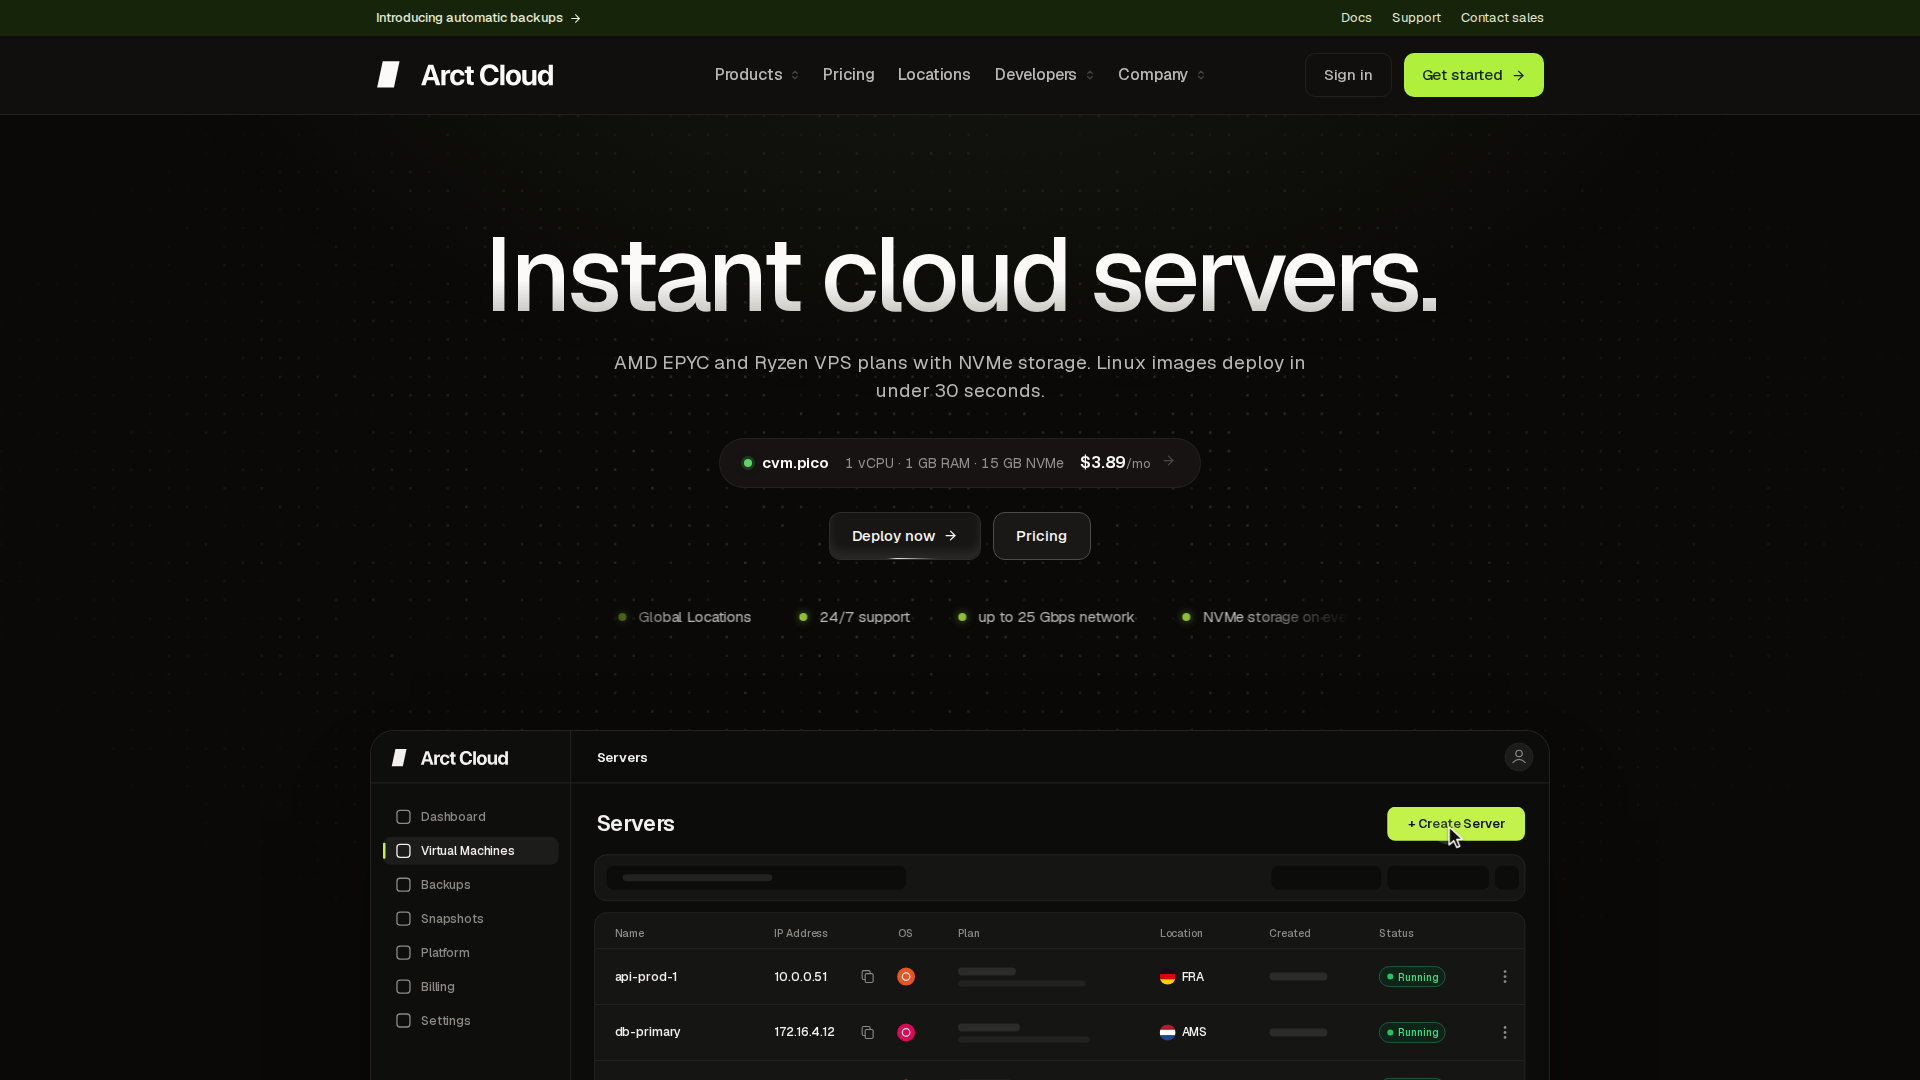 Introducing automatic backups →
Docs Support Contact sales
Arct Cloud
Products Pricing Locations Developers Company
Sign in
Get started →
Instant cloud servers.
AMD EPYC and Ryzen VPS plans with NVMe storage. Linux images deploy in
under 30 seconds.
cvm.pico 1 vCPU · 1 GB RAM · 15 GB NVMe $3.89/mo →
Deploy now → Pricing
Global Locations 24/7 support up to 25 Gbps network NVMe storage on eve
Arct Cloud
Servers
Dashboard
Virtual Machines
Backups
Snapshots
Platform
Billing
Settings
Servers
+ Create Server
Name IP Address OS Plan Location Created Status
api-prod-1 10.0.0.51 FRA Running
db-primary 172.16.4.12 AMS Running